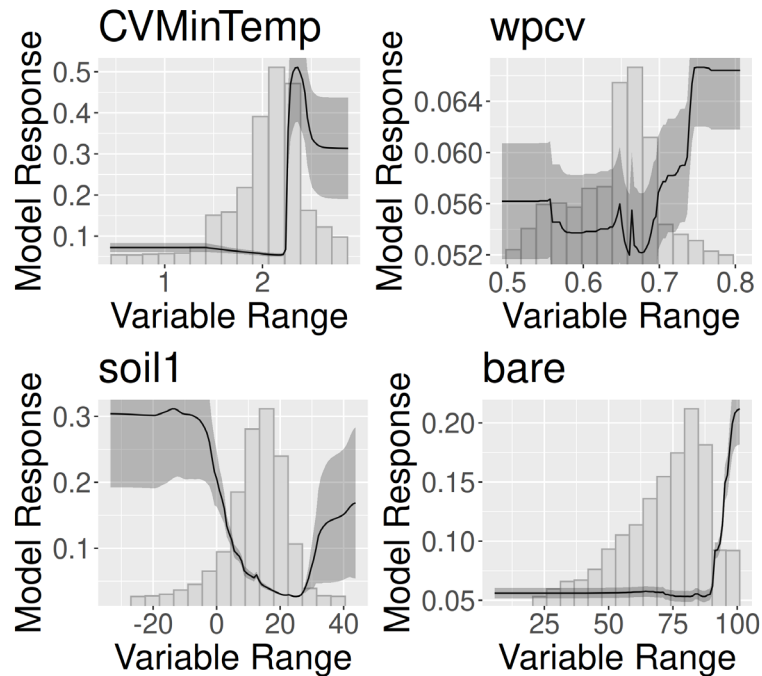 CVMinTemp
Model Response
0.5
0.4
0.3
0.2
0.1
1
2
Variable Range
wpcv
Model Response
0.064
0.060
0.056
0.052
0.5
0.6
0.7
0.8
Variable Range
soil1
Model Response
0.3
0.2
0.1
-20
0
20
40
Variable Range
bare
Model Response
0.20
0.15
0.10
0.05
25
50
75
100
Variable Range